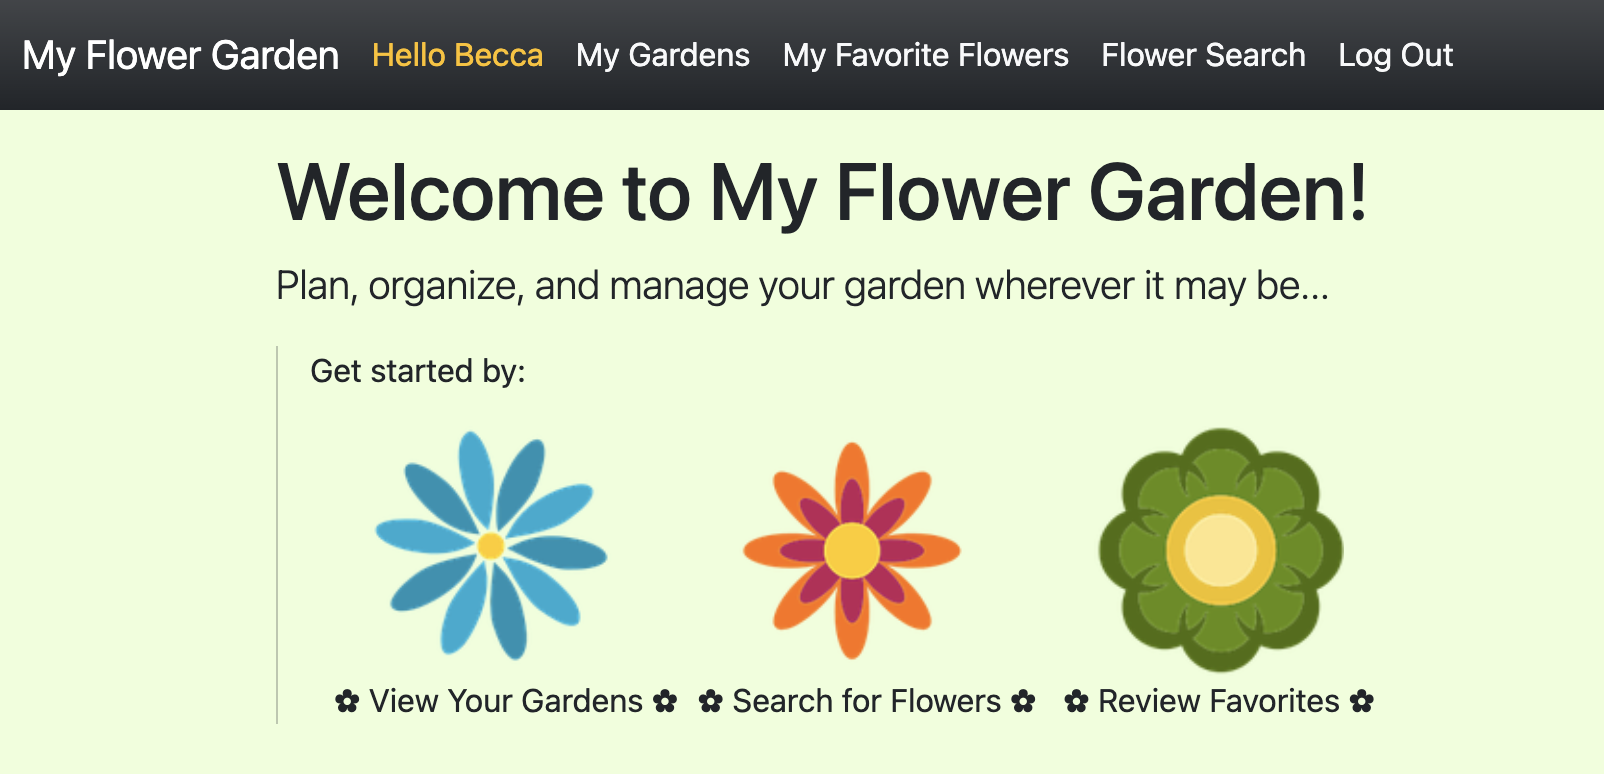 My Flower Garden Hello Becca My Gardens My Favorite Flowers Flower Search Log Out
Welcome to My Flower Garden!
Plan, organize, and manage your garden wherever it may be...
Get started by:
✿ View Your Gardens ✿ ✿ Search for Flowers ✿ ✿ Review Favorites ✿